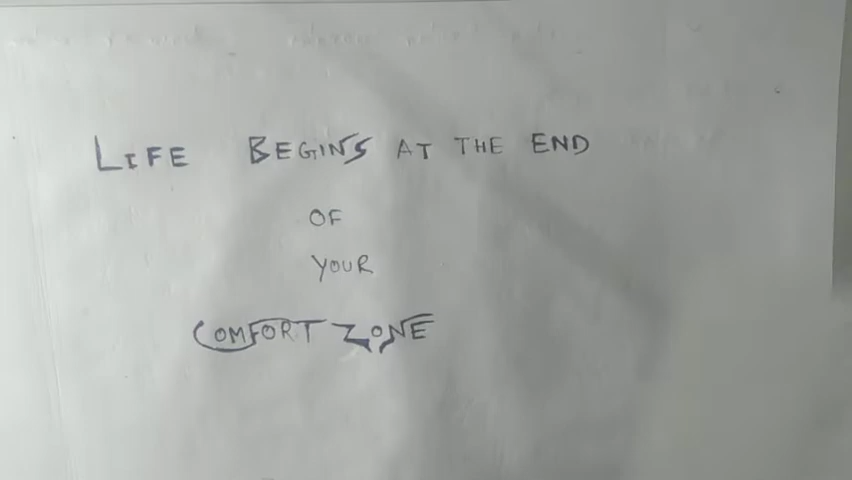 LIFE BEGINS AT THE END
OF
YOUR
COMFORT ZONE